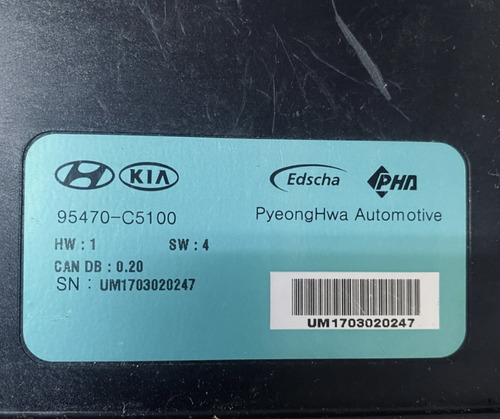 KIA Edscha PHA
95470-C5100 PyeongHwa Automotive
HW : 1 SW : 4
CAN DB : 0.20
SN : UM1703020247
UM1703020247